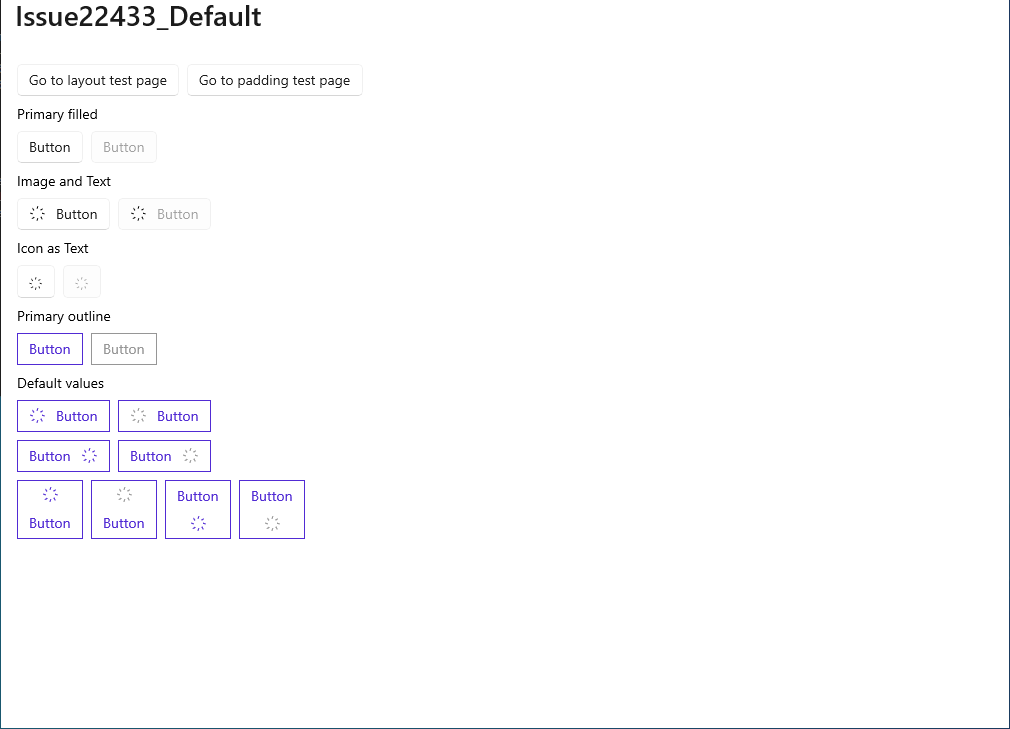 Issue22433_Default
Go to layout test page Go to padding test page
Primary filled
Button Button
Image and Text
Button Button
Icon as Text
Primary outline
Button Button
Default values
Button Button
Button Button
Button Button Button Button